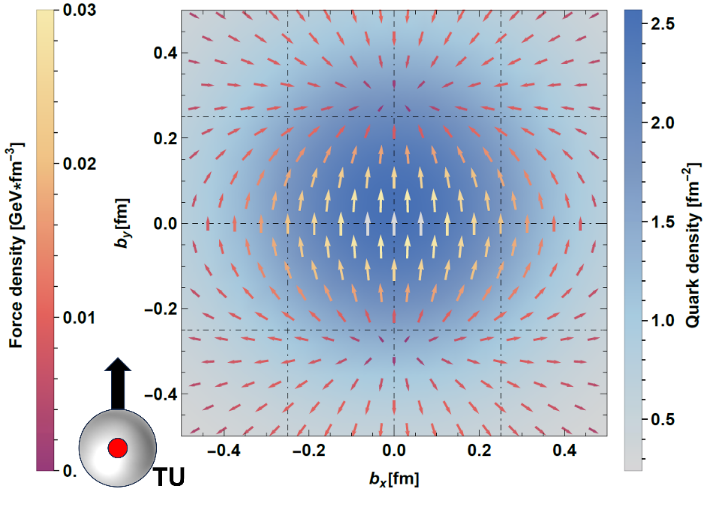 0.03
0.02
0.01
0.
Force density [GeV*fm⁻³]
0.4
0.2
0.0
−0.2
−0.4
b_y[fm]
−0.4 −0.2 0.0 0.2 0.4
b_x[fm]
2.5
2.0
1.5
1.0
0.5
Quark density [fm⁻²]
TU